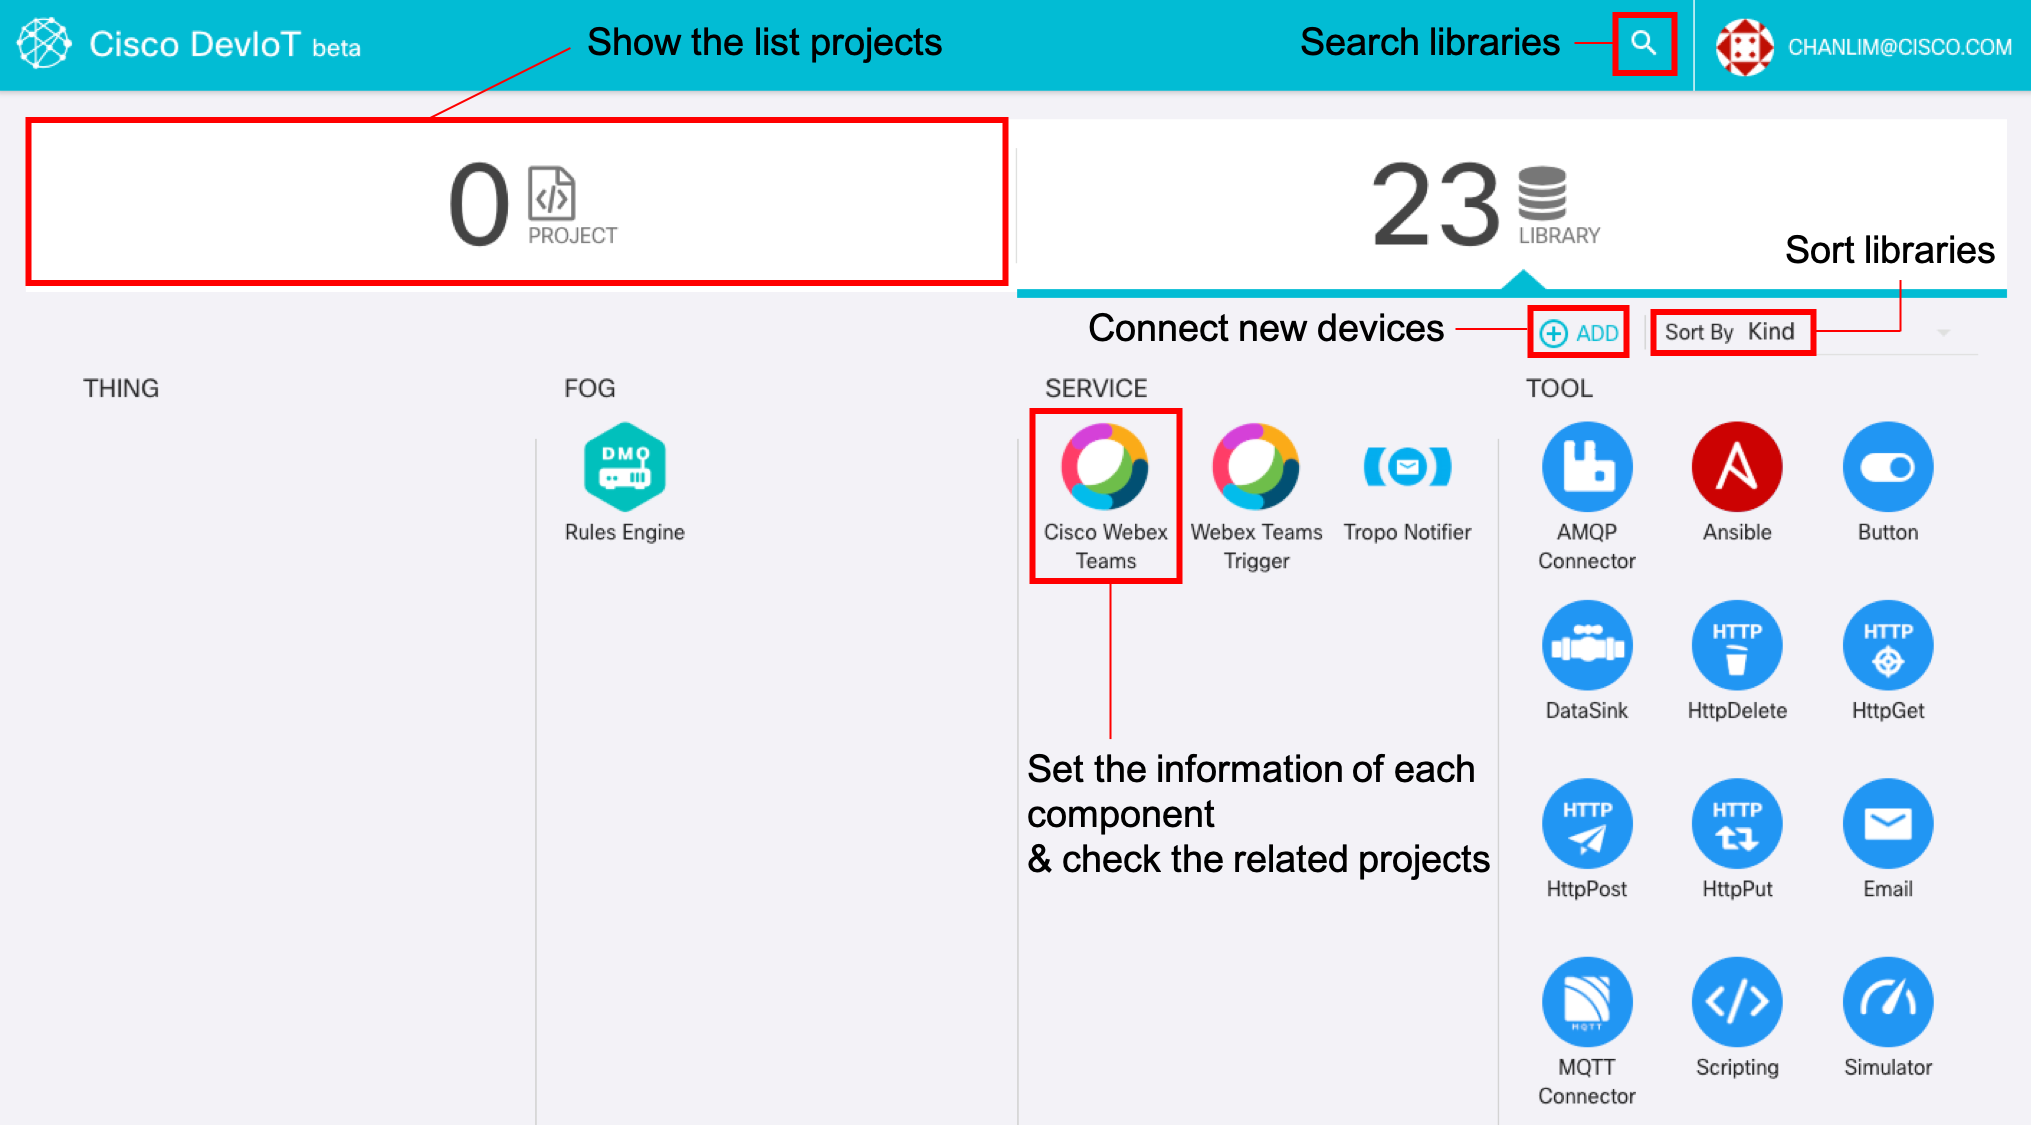 Cisco DevIoT beta
Show the list projects
Search libraries
CHANLIM@CISCO.COM
0
PROJECT
23
LIBRARY
Sort libraries
Connect new devices
ADD
Sort By Kind
THING
FOG
SERVICE
TOOL
DMO
Rules Engine
Cisco Webex
Teams
Webex Teams
Trigger
Tropo Notifier
AMQP
Connector
Ansible
Button
DataSink
HTTP
HttpDelete
HTTP
HttpGet
Set the information of each
component
& check the related projects
HTTP
HttpPost
HTTP
HttpPut
Email
MQTT
MQTT
Connector
Scripting
Simulator